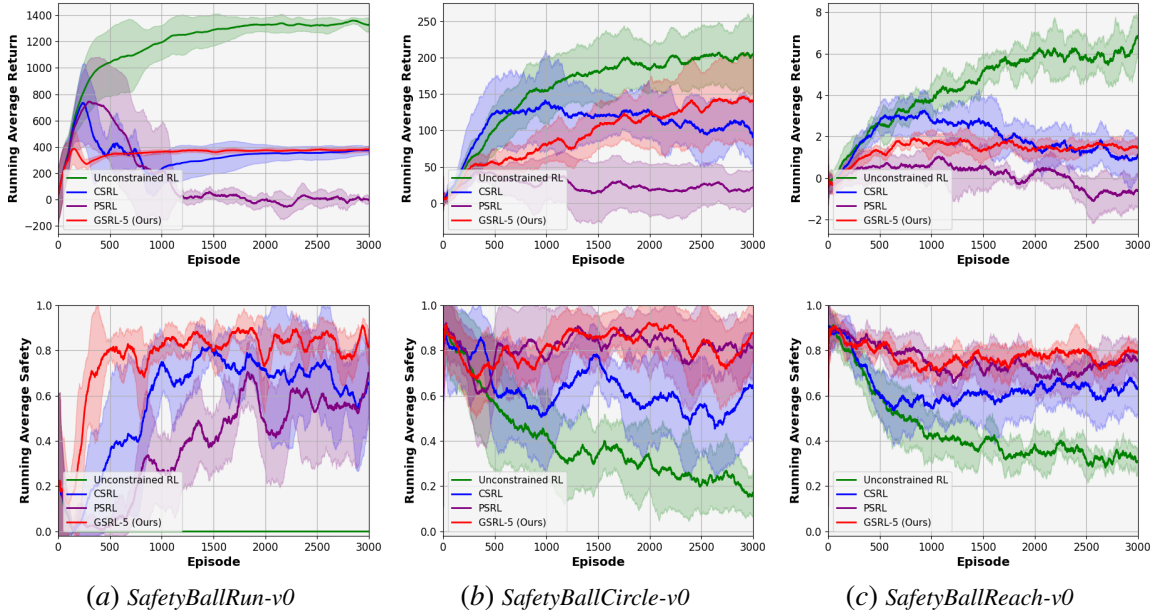 Running Average Return
1400
1200
1000
800
600
400
200
0
−200
Unconstrained RL
CSRL
PSRL
GSRL-5 (Ours)
0 500 1000 1500 2000 2500 3000
Episode
Running Average Return
250
200
150
100
50
0
Unconstrained RL
CSRL
PSRL
GSRL-5 (Ours)
0 500 1000 1500 2000 2500 3000
Episode
Running Average Return
8
6
4
2
0
−2
Unconstrained RL
CSRL
PSRL
GSRL-5 (Ours)
0 500 1000 1500 2000 2500 3000
Episode
Running Average Safety
1.0
0.8
0.6
0.4
0.2
0.0
Unconstrained RL
CSRL
PSRL
GSRL-5 (Ours)
0 500 1000 1500 2000 2500 3000
Episode
Running Average Safety
1.0
0.8
0.6
0.4
0.2
0.0
Unconstrained RL
CSRL
PSRL
GSRL-5 (Ours)
0 500 1000 1500 2000 2500 3000
Episode
Running Average Safety
1.0
0.8
0.6
0.4
0.2
0.0
Unconstrained RL
CSRL
PSRL
GSRL-5 (Ours)
0 500 1000 1500 2000 2500 3000
Episode
(a) SafetyBallRun-v0
(b) SafetyBallCircle-v0
(c) SafetyBallReach-v0